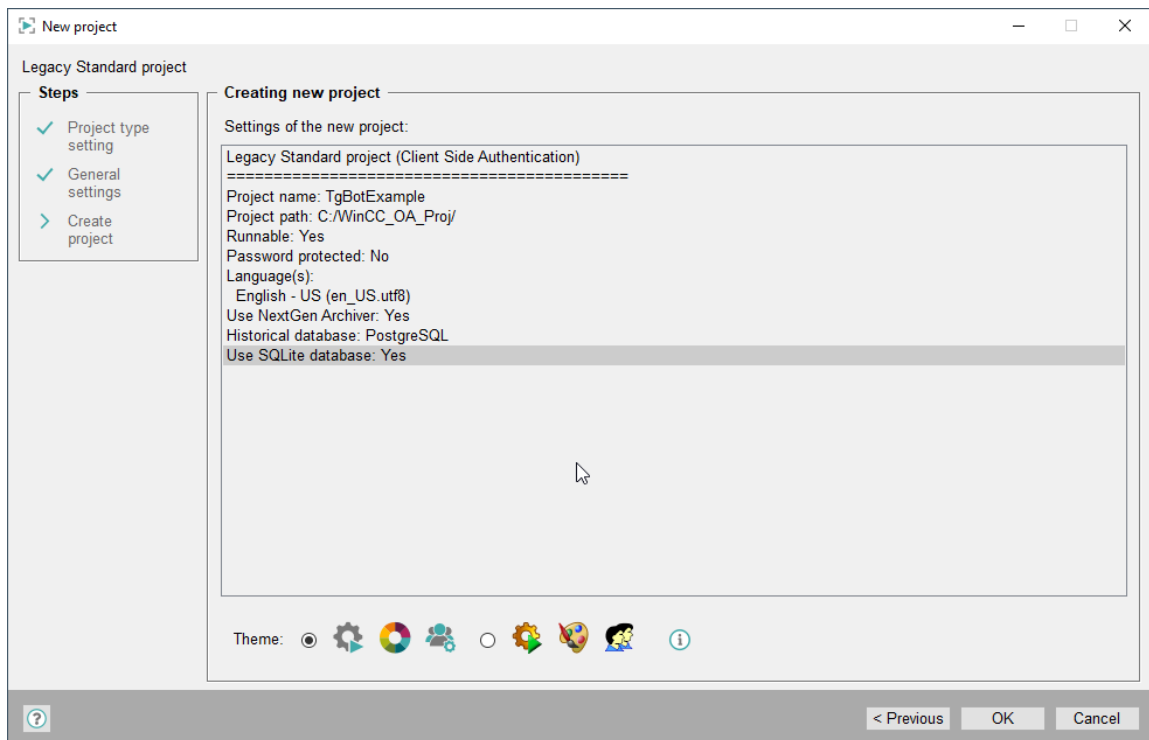 New project
Legacy Standard project
Steps
Project type
setting
General
settings
Create
project
Creating new project
Settings of the new project:
Legacy Standard project (Client Side Authentication)
===========================================
Project name: TgBotExample
Project path: C:/WinCC_OA_Proj/
Runnable: Yes
Password protected: No
Language(s):
English - US (en_US.utf8)
Use NextGen Archiver: Yes
Historical database: PostgreSQL
Use SQLite database: Yes
Theme:
< Previous
OK
Cancel